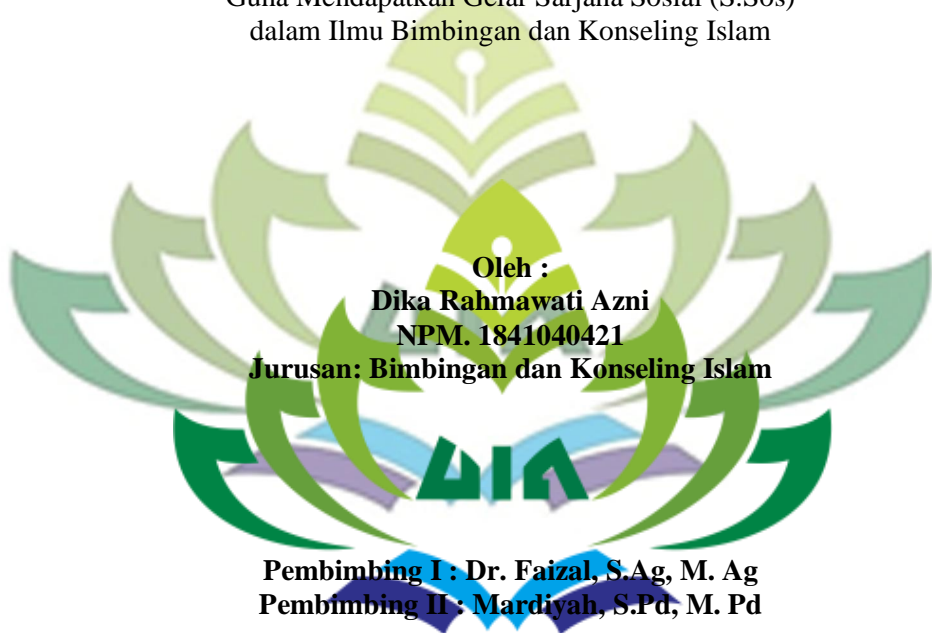 Guna Mendapatkan Gelar Sarjana Sosial (S.Sos)
dalam Ilmu Bimbingan dan Konseling Islam
Oleh :
Dika Rahmawati Azni
NPM. 1841040421
Jurusan: Bimbingan dan Konseling Islam
UIN
Pembimbing I : Dr. Faizal, S.Ag, M. Ag
Pembimbing II : Mardiyah, S.Pd, M. Pd